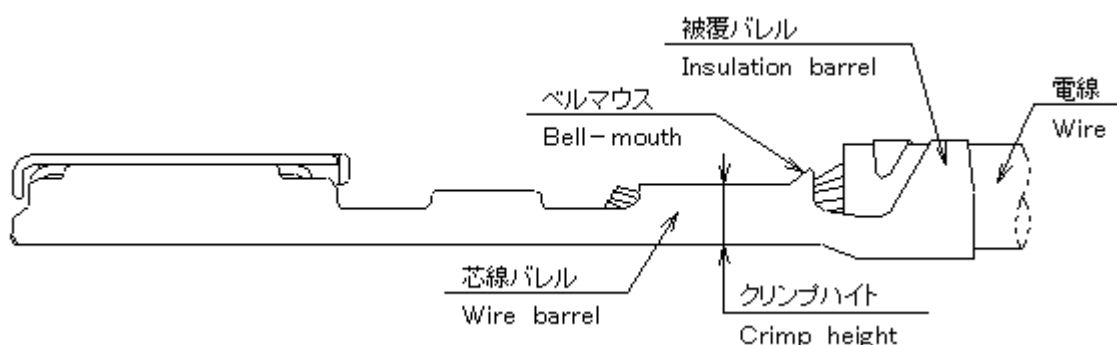 被覆バレル
Insulation barrel
電線
Wire
ベルマウス
Bell-mouth
芯線バレル
Wire barrel
クリンプハイト
Crimp height